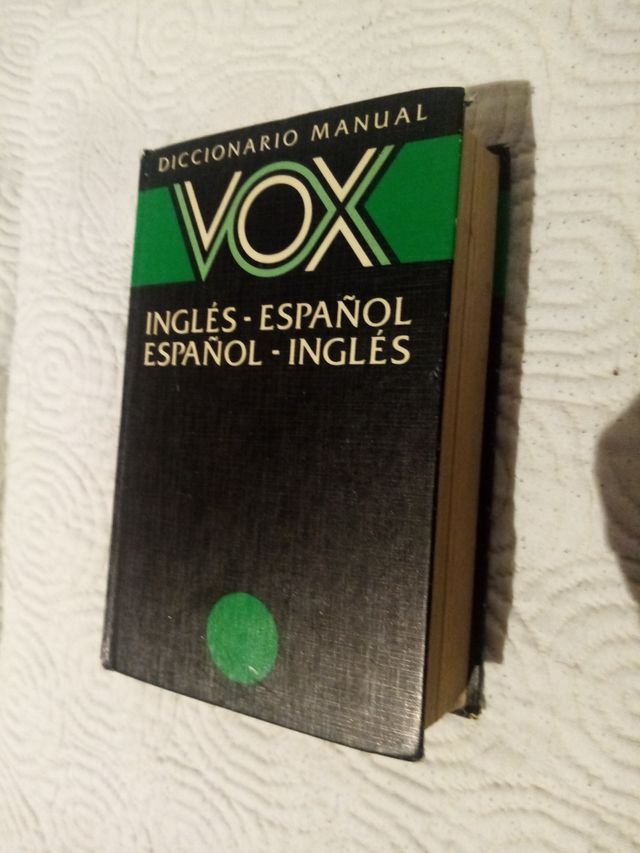 DICCIONARIO MANUAL
VOX
INGLÉS - ESPAÑOL
ESPAÑOL - INGLÉS